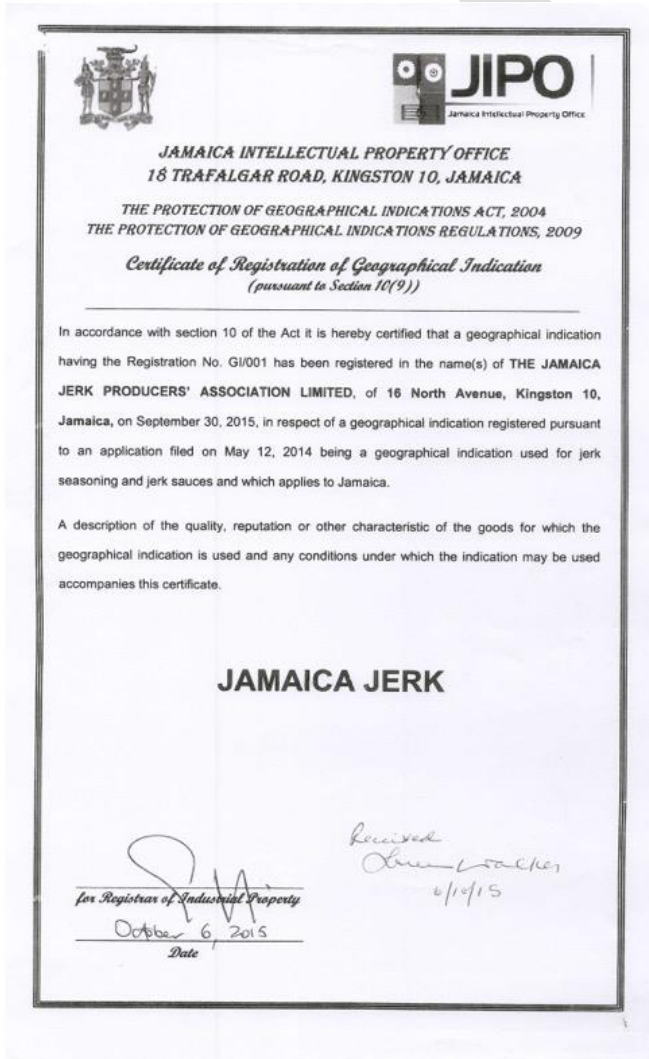 JIPO
Jamaica Intellectual Property Office
JAMAICA INTELLECTUAL PROPERTY OFFICE
18 TRAFALGAR ROAD, KINGSTON 10, JAMAICA
THE PROTECTION OF GEOGRAPHICAL INDICATIONS ACT, 2004
THE PROTECTION OF GEOGRAPHICAL INDICATIONS REGULATIONS, 2009
Certificate of Registration of Geographical Indication
(pursuant to Section 10(9))
In accordance with section 10 of the Act it is hereby certified that a geographical indication
having the Registration No. GI/001 has been registered in the name(s) of THE JAMAICA
JERK PRODUCERS' ASSOCIATION LIMITED, of 16 North Avenue, Kingston 10,
Jamaica, on September 30, 2015, in respect of a geographical indication registered pursuant
to an application filed on May 12, 2014 being a geographical indication used for jerk
seasoning and jerk sauces and which applies to Jamaica.
A description of the quality, reputation or other characteristic of the goods for which the
geographical indication is used and any conditions under which the indication may be used
accompanies this certificate.
JAMAICA JERK
Received
Walker
6/10/15
for Registrar of Industrial Property
October 6, 2015
Date